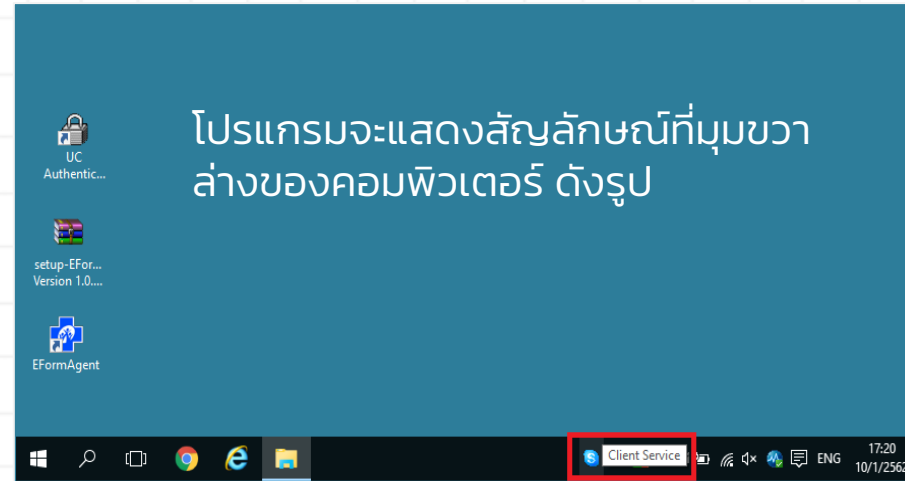 โปรแกรมจะแสดงสัญลักษณ์ที่มุมขวา
ล่างของคอมพิวเตอร์ ดังรูป
UC
Authentic...
setup-EFor...
Version 1.0....
EFormAgent
Client Service
ENG
17:20
10/1/2562